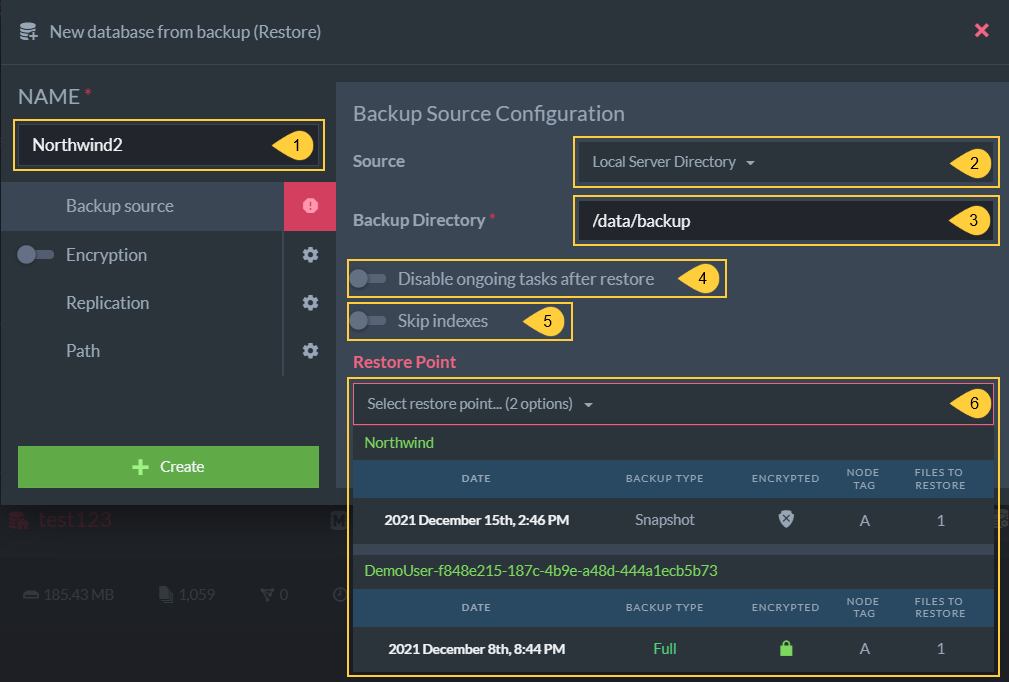 New database from backup (Restore)
NAME *
Northwind2
1
Backup source
Encryption
Replication
Path
Create
Backup Source Configuration
Source
Local Server Directory
2
Backup Directory *
/data/backup
3
Disable ongoing tasks after restore
4
Skip indexes
5
Restore Point
Select restore point... (2 options)
6
Northwind
DATE BACKUP TYPE ENCRYPTED NODE TAG FILES TO RESTORE
2021 December 15th, 2:46 PM Snapshot A 1
DemoUser-f848e215-187c-4b9e-a48d-444a1ecb5b73
DATE BACKUP TYPE ENCRYPTED NODE TAG FILES TO RESTORE
2021 December 8th, 8:44 PM Full A 1
test123
M
185.43 MB 1,059 0